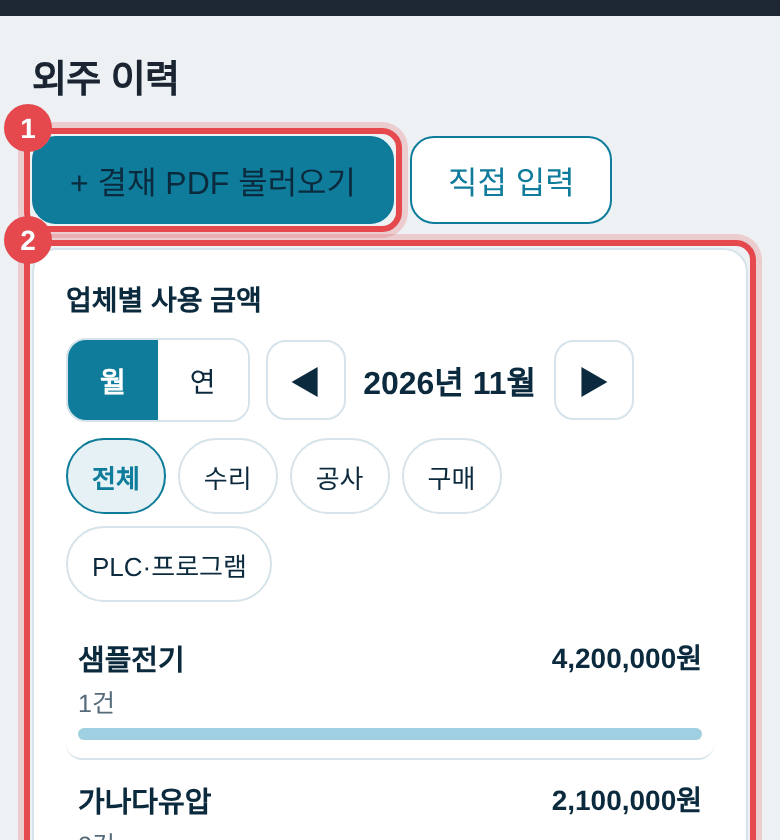 외주 이력
1
+ 결재 PDF 불러오기
직접 입력
2
업체별 사용 금액
월 연 ◀ 2026년 11월 ▶
전체 수리 공사 구매
PLC·프로그램
샘플전기 4,200,000원
1건
가나다유압 2,100,000원